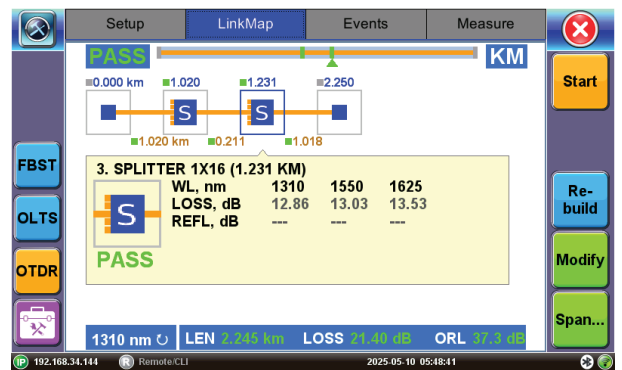 Setup
LinkMap
Events
Measure
PASS
KM
0.000 km
1.020
1.231
2.250
S
S
1.020 km
0.211
1.018
3. SPLITTER 1X16 (1.231 KM)
WL, nm 1310 1550 1625
LOSS, dB 12.86 13.03 13.53
REFL, dB --- --- ---
S
PASS
FBST
OLTS
OTDR
Start
Re-
build
Modify
Span...
1310 nm ↻ LEN 2.245 km LOSS 21.40 dB ORL 37.3 dB
IP 192.168.34.144 R Remote/CLI 2025-05-10 05:48:41